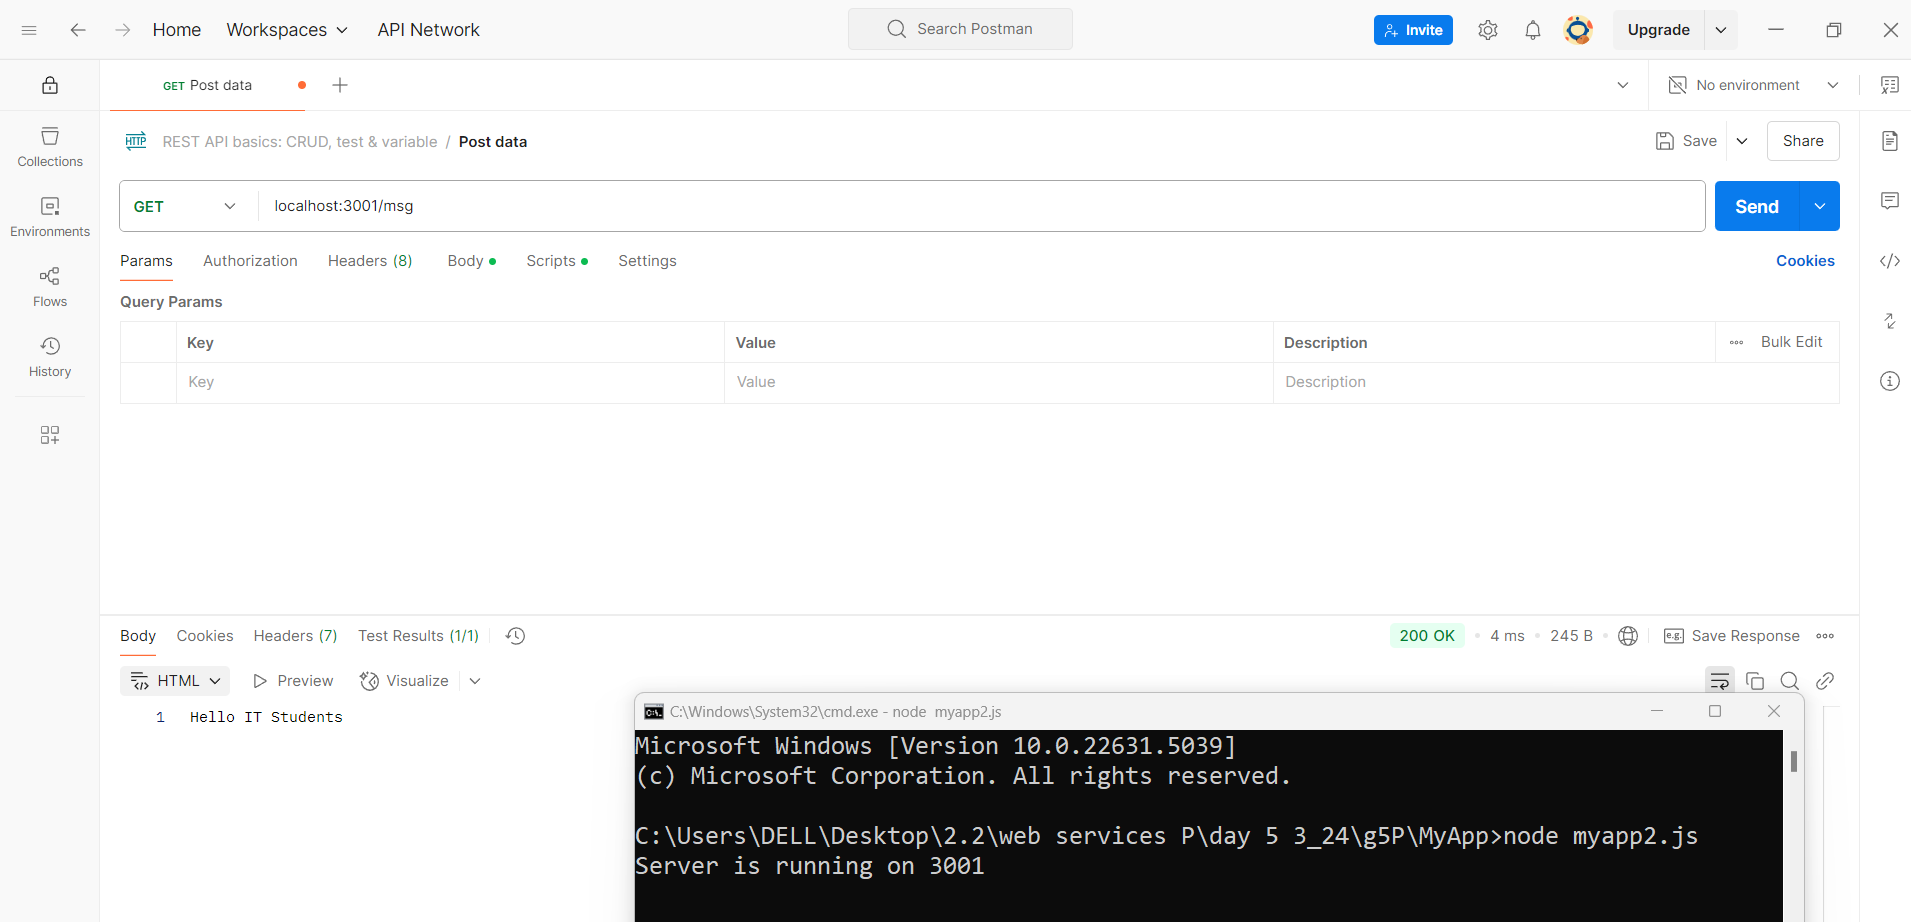 Home Workspaces API Network Search Postman Invite Upgrade
GET Post data No environment
HTTP REST API basics: CRUD, test & variable / Post data Save Share
Collections
Environments
Flows
History
GET localhost:3001/msg Send
Params Authorization Headers (8) Body Scripts Settings Cookies
Query Params
Key Value Description Bulk Edit
Key Value Description
Body Cookies Headers (7) Test Results (1/1) 200 OK 4 ms 245 B e.g. Save Response
HTML Preview Visualize
1 Hello IT Students
C:\Windows\System32\cmd.exe - node myapp2.js
Microsoft Windows [Version 10.0.22631.5039]
(c) Microsoft Corporation. All rights reserved.
C:\Users\DELL\Desktop\2.2\web services P\day 5 3_24\g5P\MyApp>node myapp2.js
Server is running on 3001